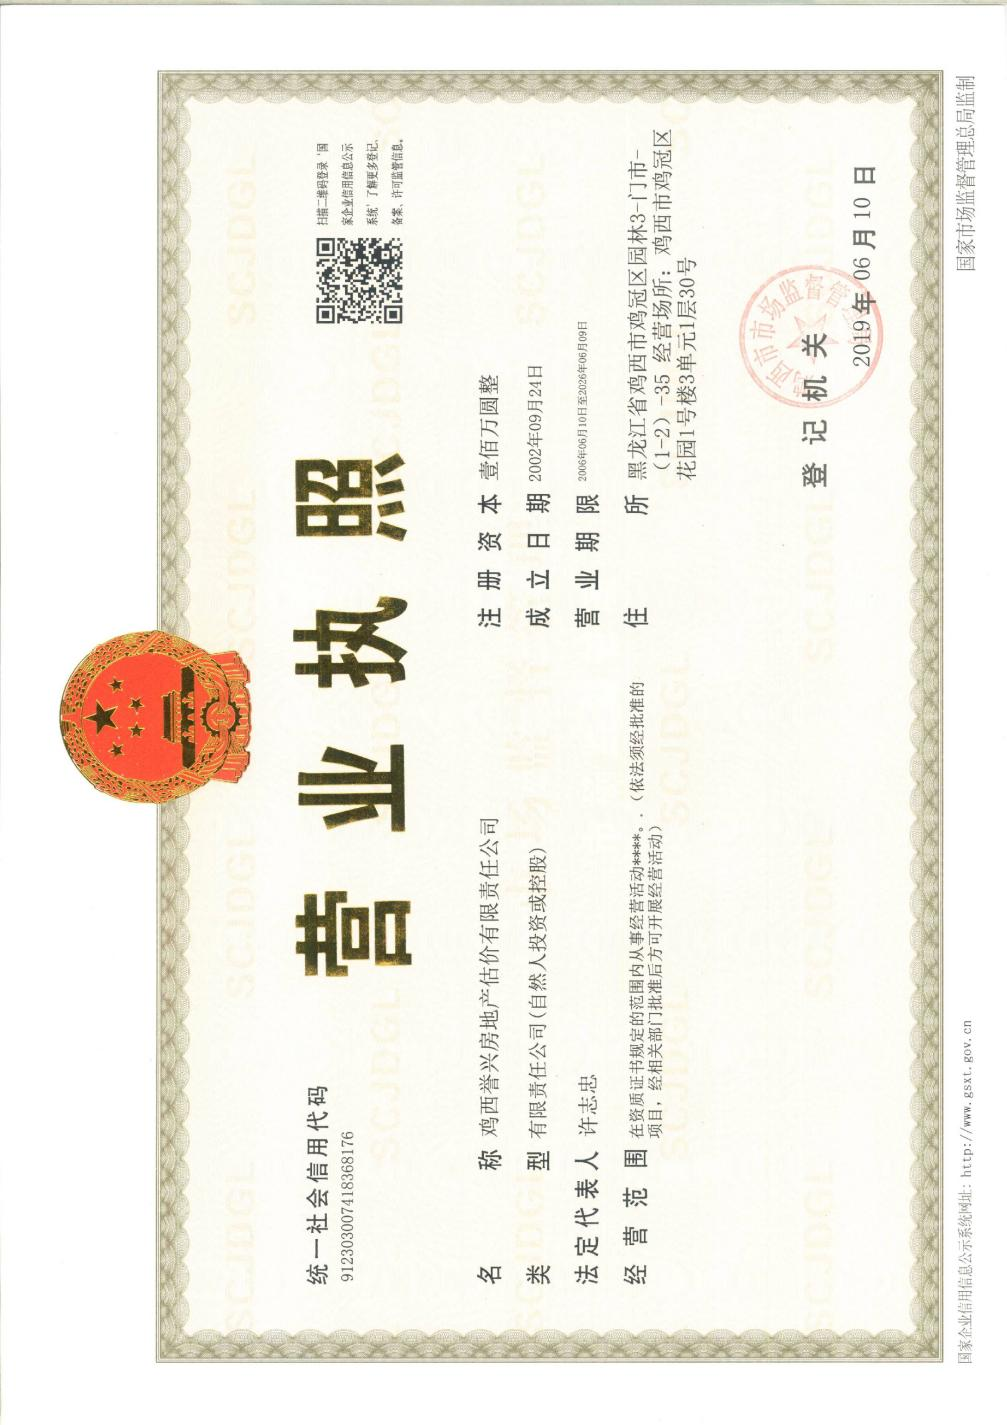 统一社会信用代码
91230300741836817 6
营业执照
扫描二维码登录‘国
家企业信用信息公示
系统’了解更多登记、
备案、许可监管信息。
名称 鸡西誉兴房地产估价有限责任公司
类型 有限责任公司(自然人投资或控股)
法定代表人 许志忠
经营范围 在资质证书规定的范围内从事经营活动****。.（依法须经批准的
项目，经相关部门批准后方可开展经营活动）
注册资本 壹佰万圆整
成立日期 2002年09月24日
营业期限 2006年06月10日至2026年06月09日
住所 黑龙江省鸡西市鸡冠区园林3-门市-
（1-2）-35 经营场所：鸡西市鸡冠区
花园1号楼3单元1层30号
登记机关
2019年06月10日
国家企业信用信息公示系统网址：http://www.gsxt.gov.cn
国家市场监督管理总局监制